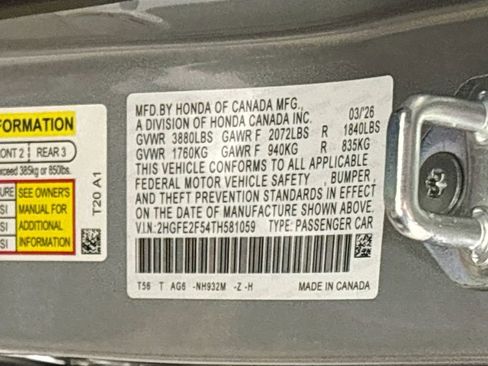 FORMATION
ONT 2 REAR 3
xceed 385kg or 850lbs.
URE SEE OWNER'S
SI MANUAL FOR
SI ADDITIONAL
SI INFORMATION
T20 A1
MFD.BY HONDA OF CANADA MFG., 03/26
A DIVISION OF HONDA CANADA INC.
GVWR 3880LBS GAWR F 2072LBS R 1840LBS
GVWR 1760KG GAWR F 940KG R 835KG
THIS VEHICLE CONFORMS TO ALL APPLICABLE
FEDERAL MOTOR VEHICLE SAFETY , BUMPER,
AND THEFT PREVENTION STANDARDS IN EFFECT
ON THE DATE OF MANUFACTURE SHOWN ABOVE.
V.I.N:2HGFE2F54TH581059 TYPE: PASSENGER CAR
T56 T AG6 -NH932M -Z -H MADE IN CANADA